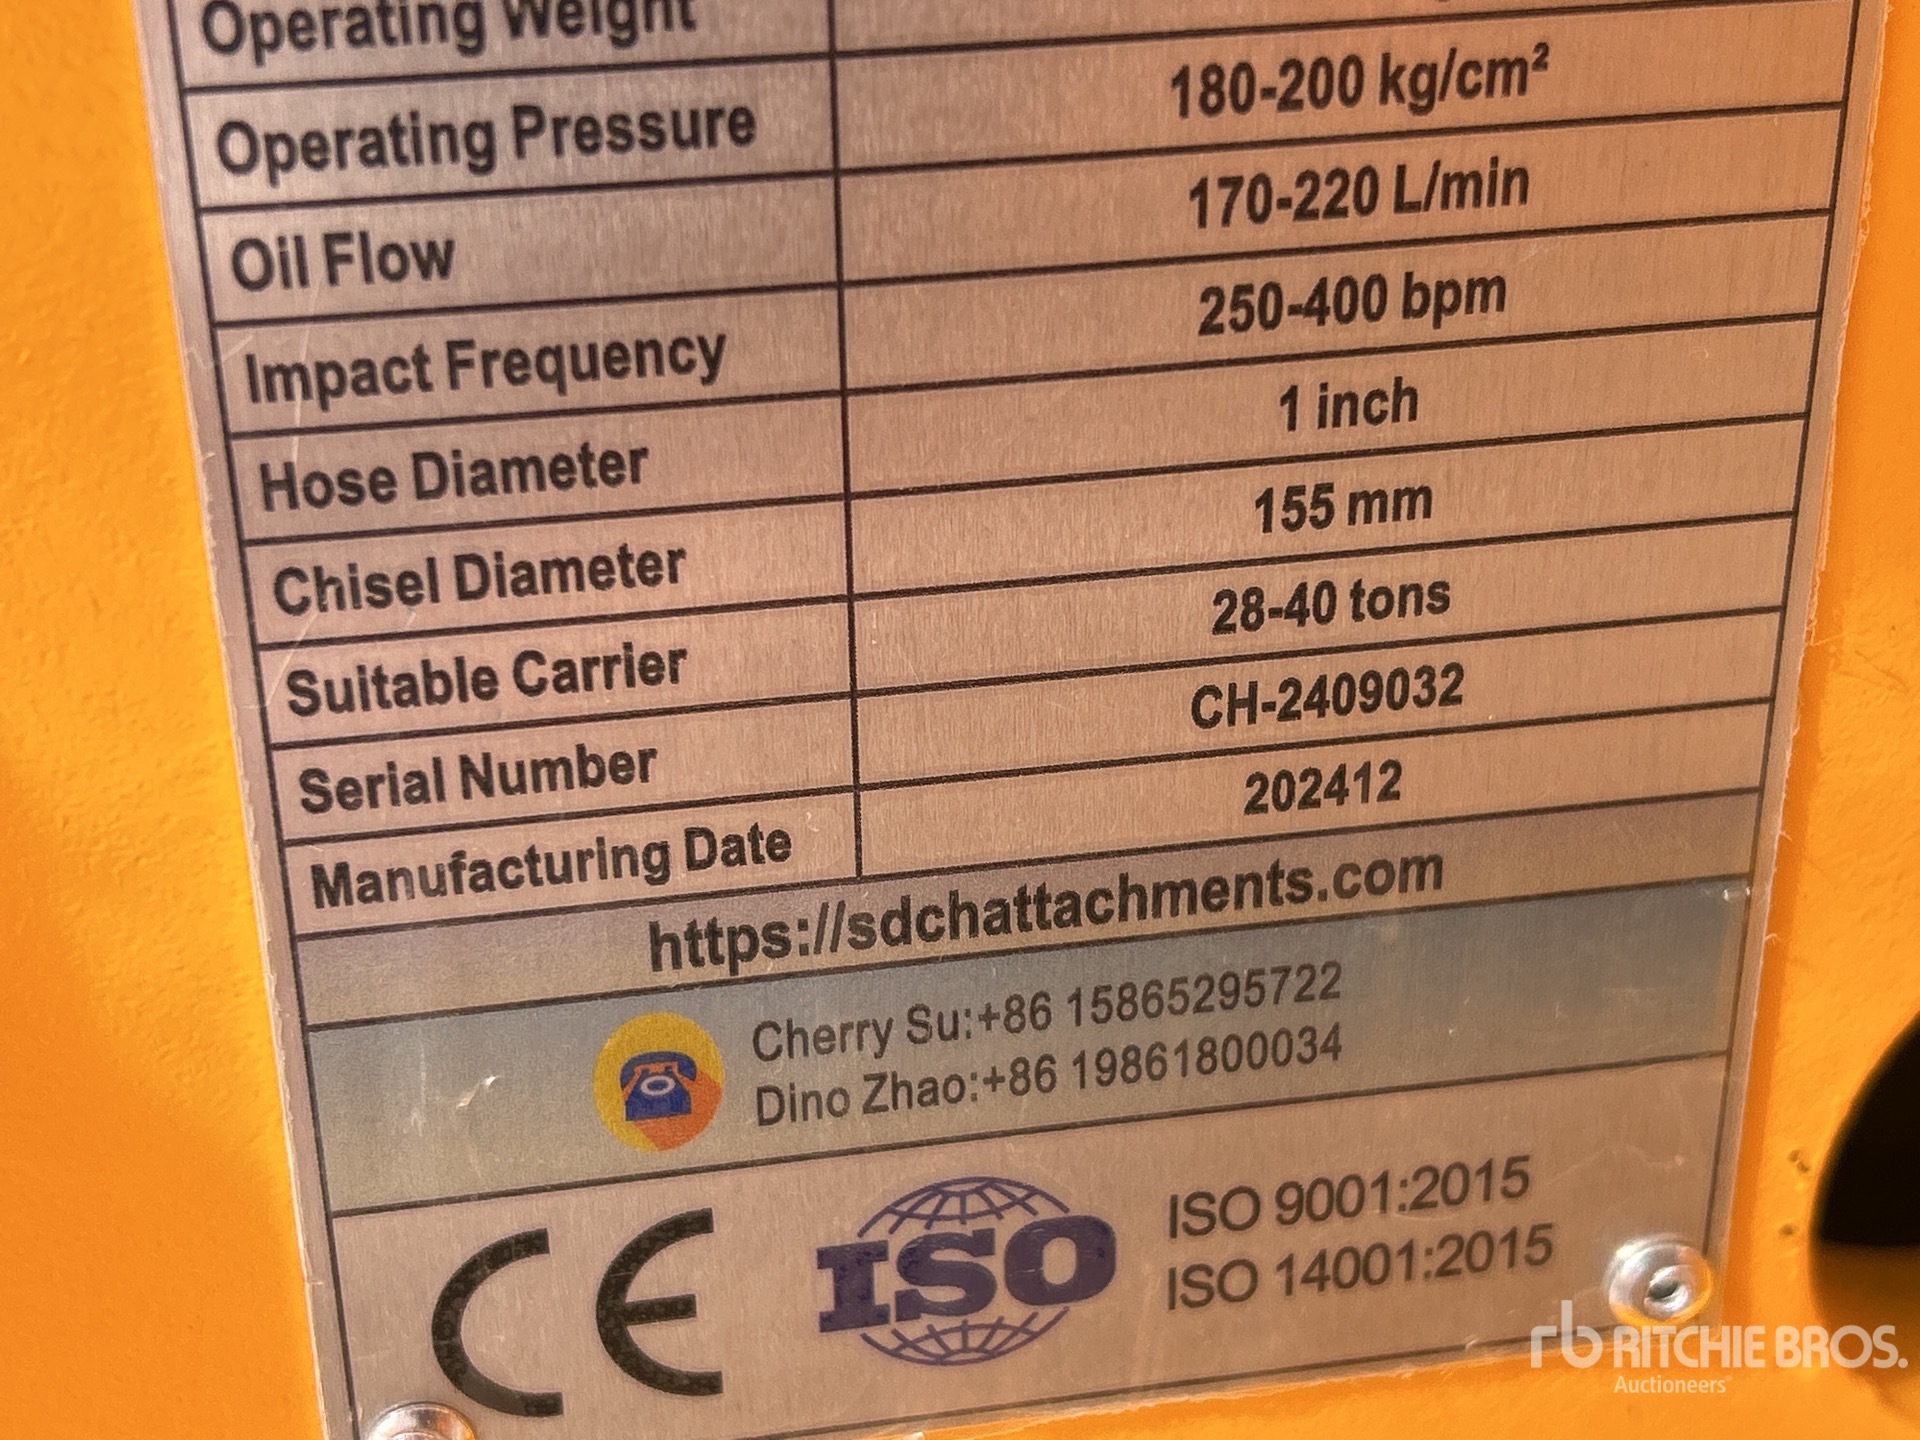 Operating Weight
Operating Pressure 180-200 kg/cm²
Oil Flow 170-220 L/min
Impact Frequency 250-400 bpm
Hose Diameter 1 inch
Chisel Diameter 155 mm
Suitable Carrier 28-40 tons
Serial Number CH-2409032
Manufacturing Date 202412
https://sdchattachments.com
Cherry Su:+86 15865295722
Dino Zhao:+86 19861800034
CE
ISO
ISO 9001:2015
ISO 14001:2015
rb RITCHIE BROS.
Auctioneers